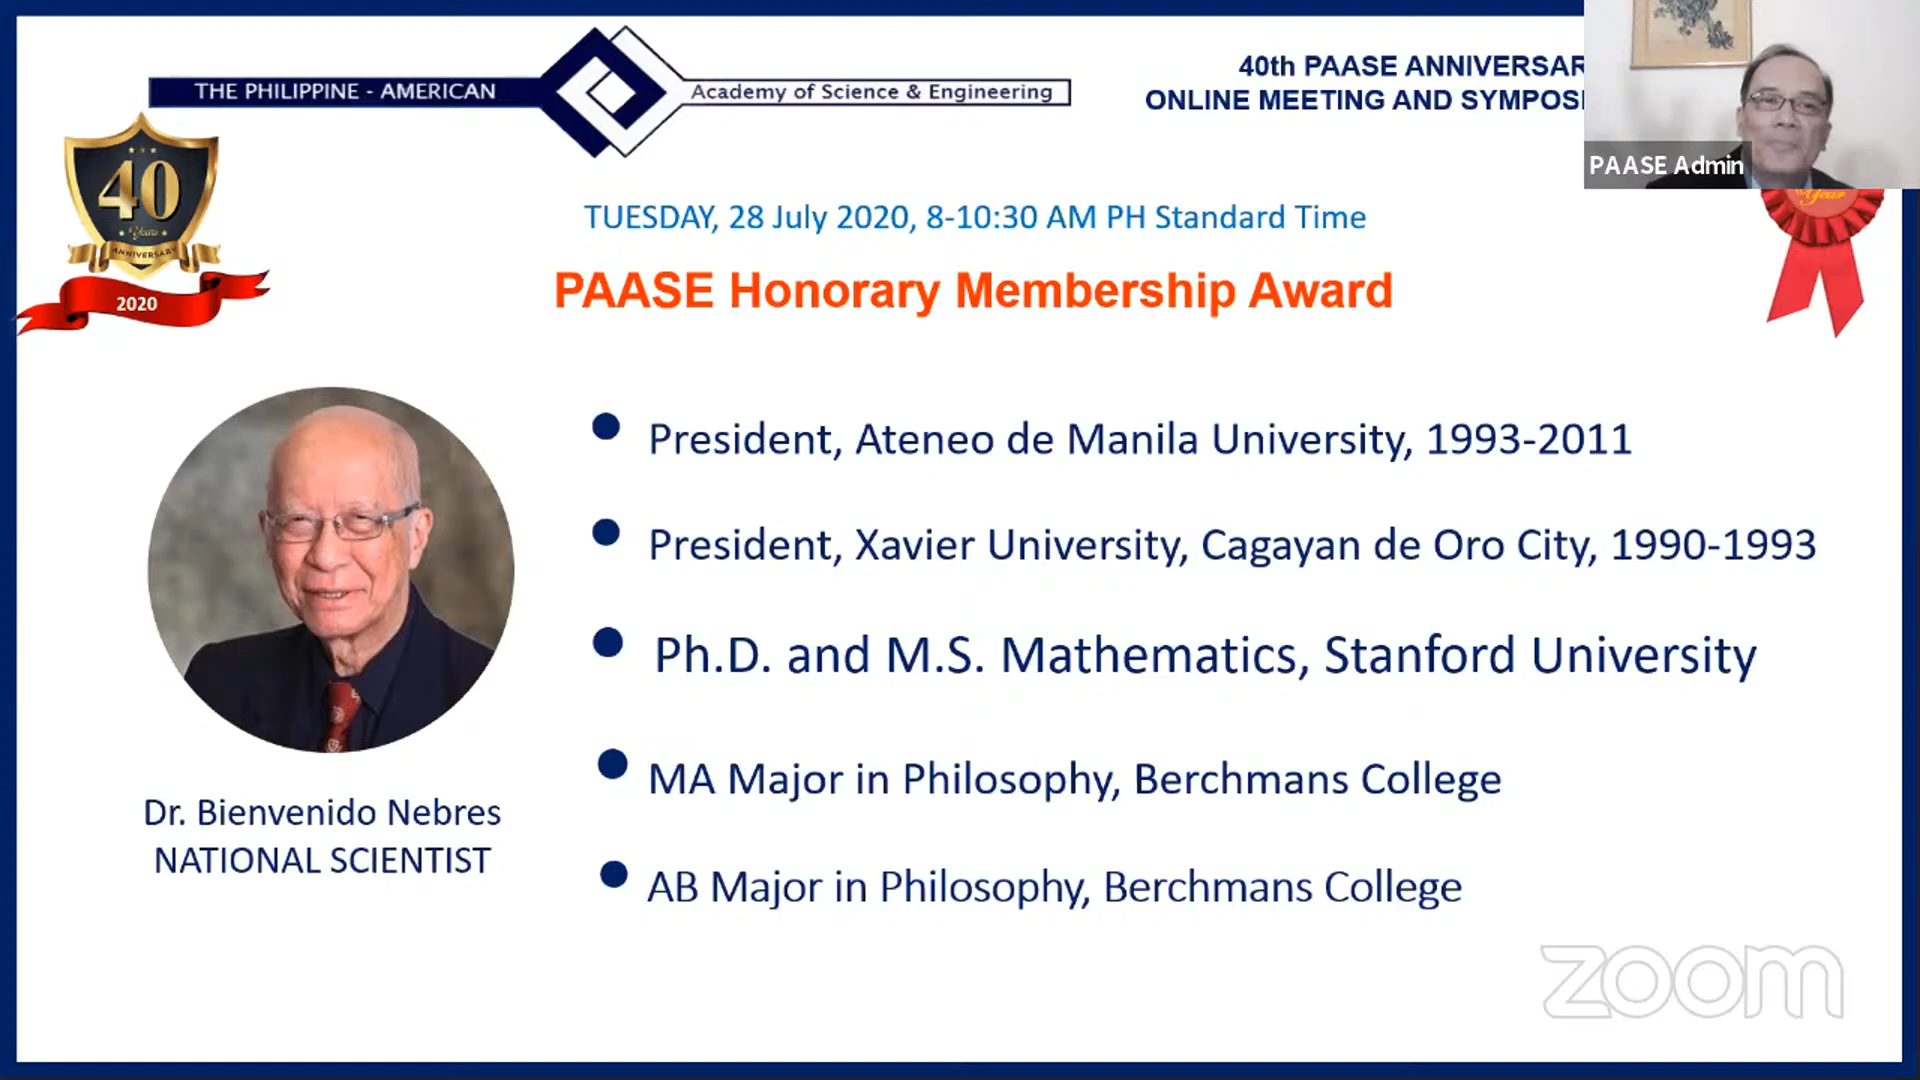 THE PHILIPPINE - AMERICAN Academy of Science & Engineering
40th PAASE ANNIVERSAR
ONLINE MEETING AND SYMPOS
PAASE Admin
40
Years
ANNIVERSARY
2020
Year
TUESDAY, 28 July 2020, 8-10:30 AM PH Standard Time
PAASE Honorary Membership Award
• President, Ateneo de Manila University, 1993-2011
• President, Xavier University, Cagayan de Oro City, 1990-1993
• Ph.D. and M.S. Mathematics, Stanford University
• MA Major in Philosophy, Berchmans College
• AB Major in Philosophy, Berchmans College
Dr. Bienvenido Nebres
NATIONAL SCIENTIST
zoom